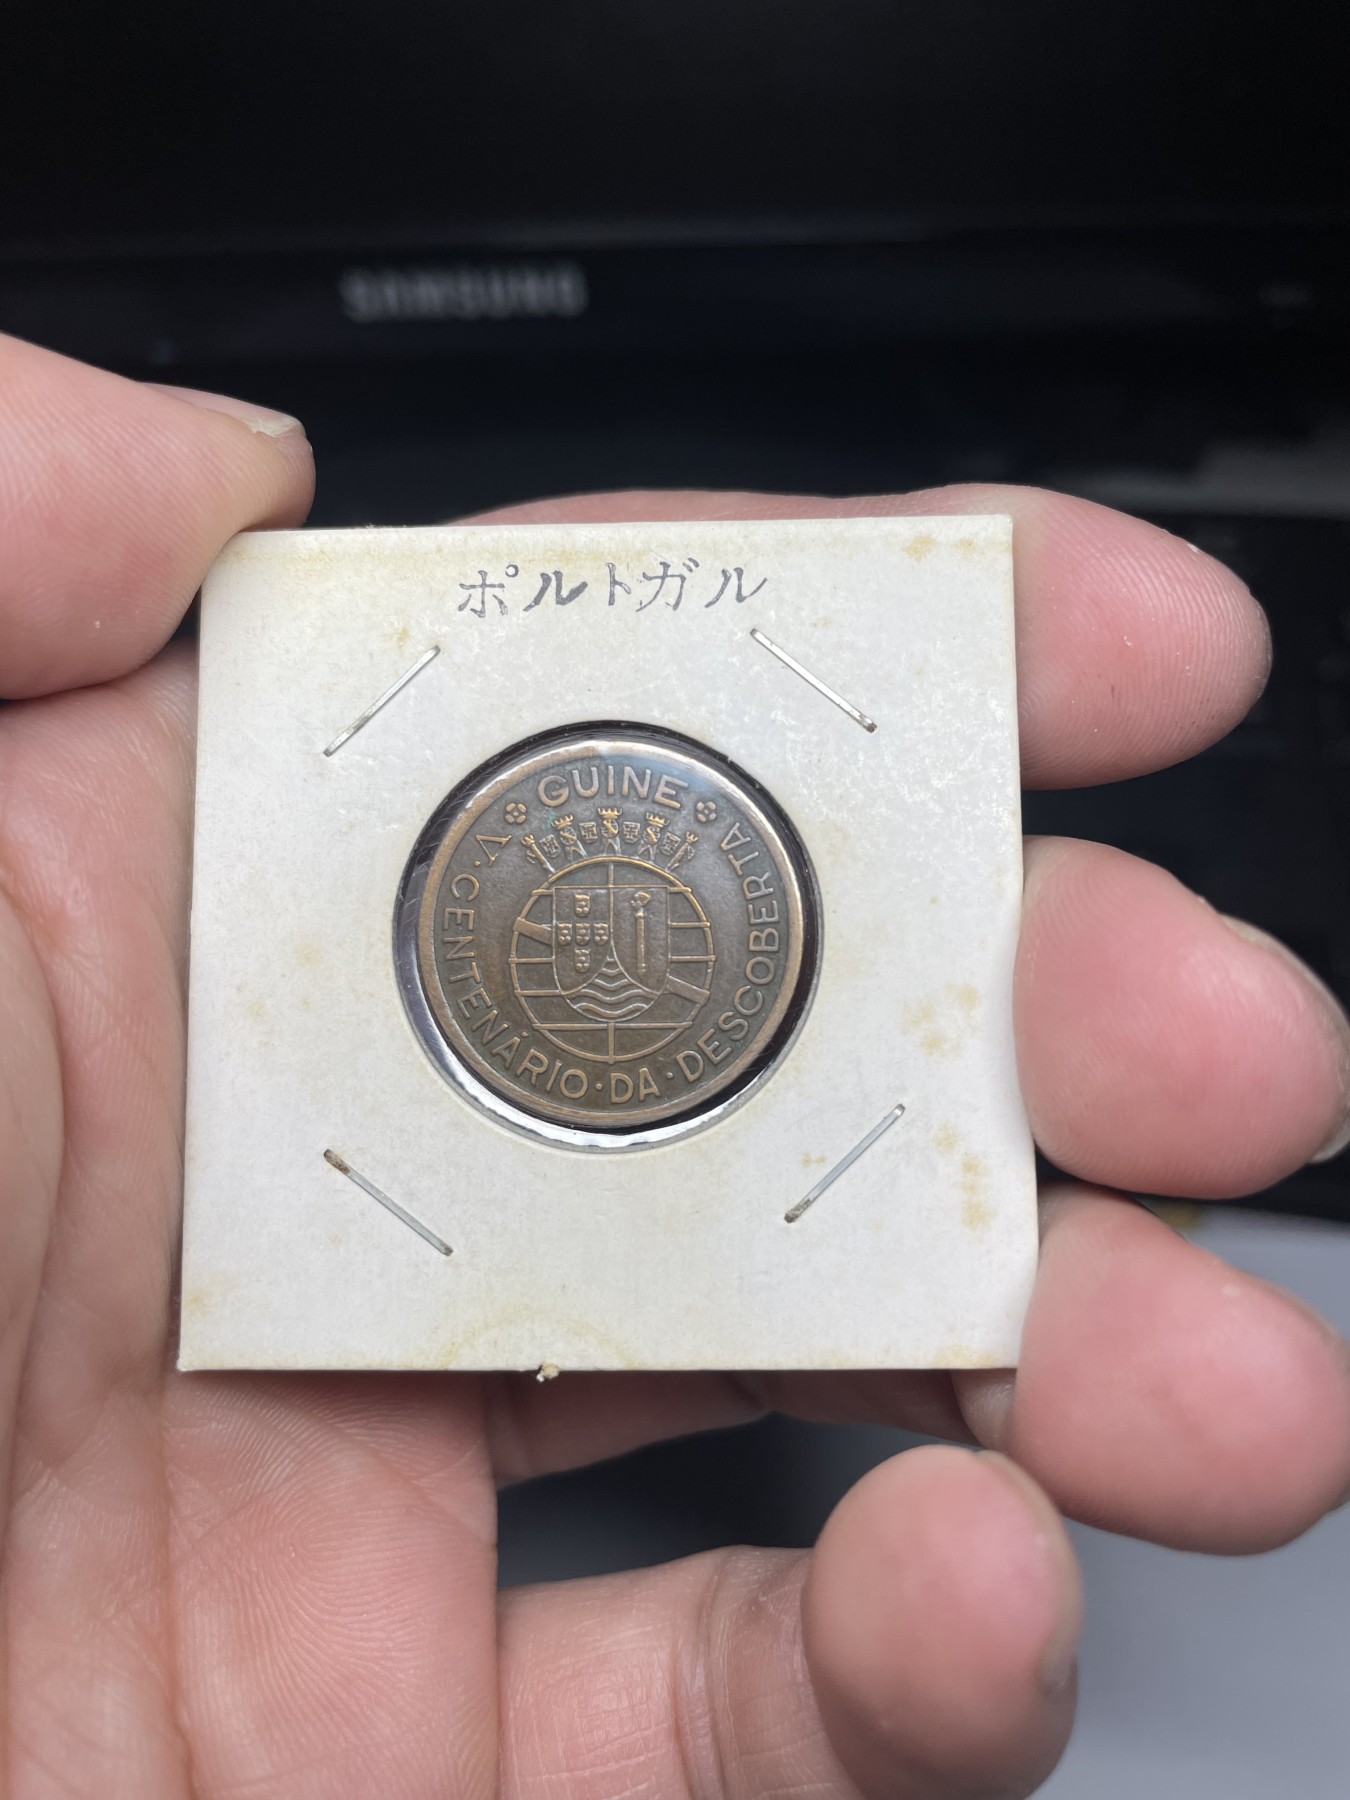 SAMSUNG
ポルトガル
GUINE
V·CENTENÁRIO·DA·DESCOBERTA